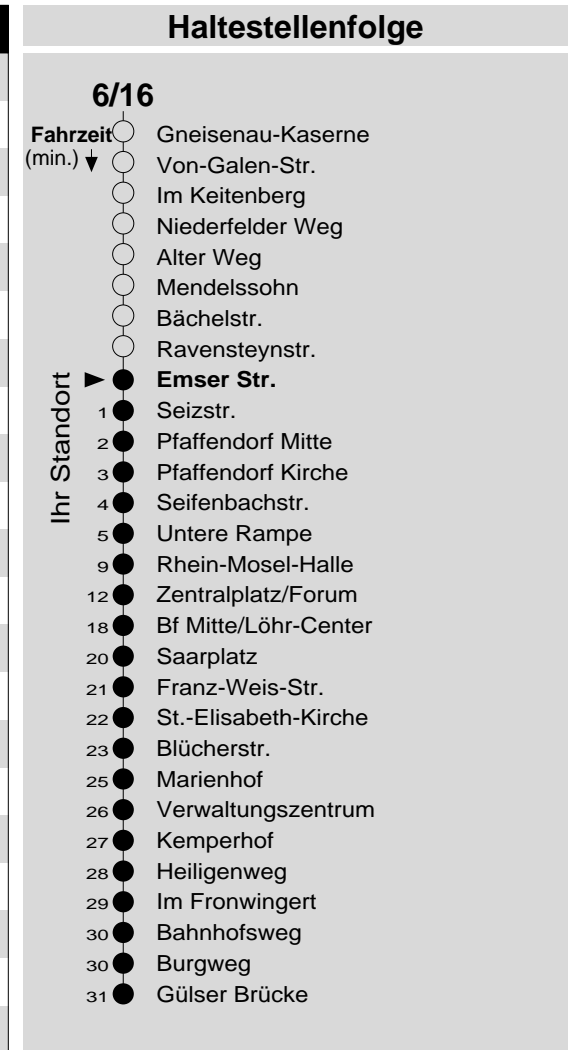 Haltestellenfolge
6/16
Fahrzeit
(min.)
Gneisenau-Kaserne
Von-Galen-Str.
Im Keitenberg
Niederfelder Weg
Alter Weg
Mendelssohn
Bächelstr.
Ravensteynstr.
Ihr Standort
Emser Str.
1 Seizstr.
2 Pfaffendorf Mitte
3 Pfaffendorf Kirche
4 Seifenbachstr.
5 Untere Rampe
9 Rhein-Mosel-Halle
12 Zentralplatz/Forum
18 Bf Mitte/Löhr-Center
20 Saarplatz
21 Franz-Weis-Str.
22 St.-Elisabeth-Kirche
23 Blücherstr.
25 Marienhof
26 Verwaltungszentrum
27 Kemperhof
28 Heiligenweg
29 Im Fronwingert
30 Bahnhofsweg
30 Burgweg
31 Gülser Brücke